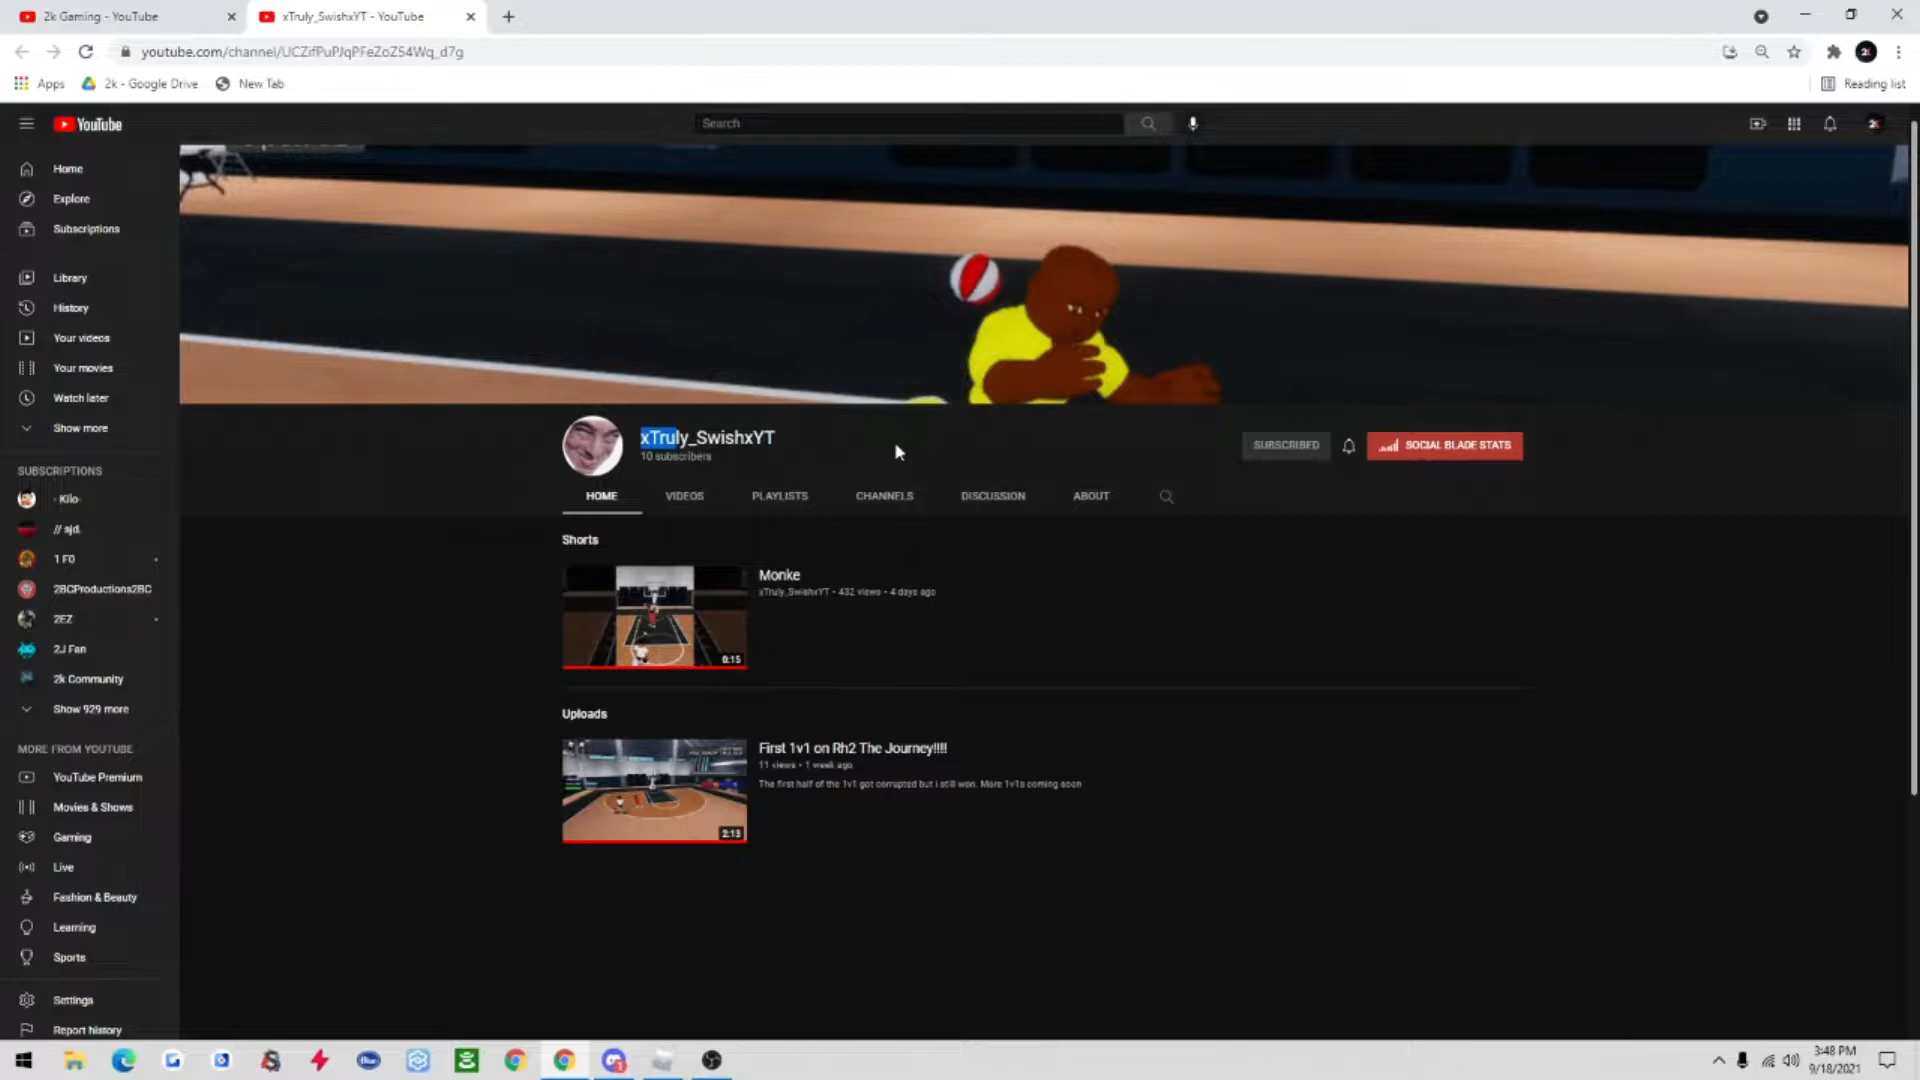 2k Gaming - YouTube
xTruly_SwishxYT - YouTube
youtube.com/channel/UCZifPuPJqPFeZoZS4Wq_d7g
Apps
2k - Google Drive
New Tab
Reading list
YouTube
Search
Home
Explore
Subscriptions
Library
History
Your videos
Your movies
Watch later
Show more
SUBSCRIPTIONS
Kilo
// sjd.
1 F0
2BCProductions2BC
2EZ
2J Fan
2k Community
Show 929 more
MORE FROM YOUTUBE
YouTube Premium
Movies & Shows
Gaming
Live
Fashion & Beauty
Learning
Sports
Settings
Report history
xTruly_SwishxYT
10 subscribers
SUBSCRIBED
SOCIAL BLADE STATS
HOME
VIDEOS
PLAYLISTS
CHANNELS
DISCUSSION
ABOUT
Shorts
Monke
xTruly_SwishxYT • 432 views • 4 days ago
0:15
Uploads
First 1v1 on Rh2 The Journey!!!!
11 views • 1 week ago
The first half of the 1v1 got corrupted but i still won. More 1v1s coming soon
2:13
3:48 PM
9/18/2021